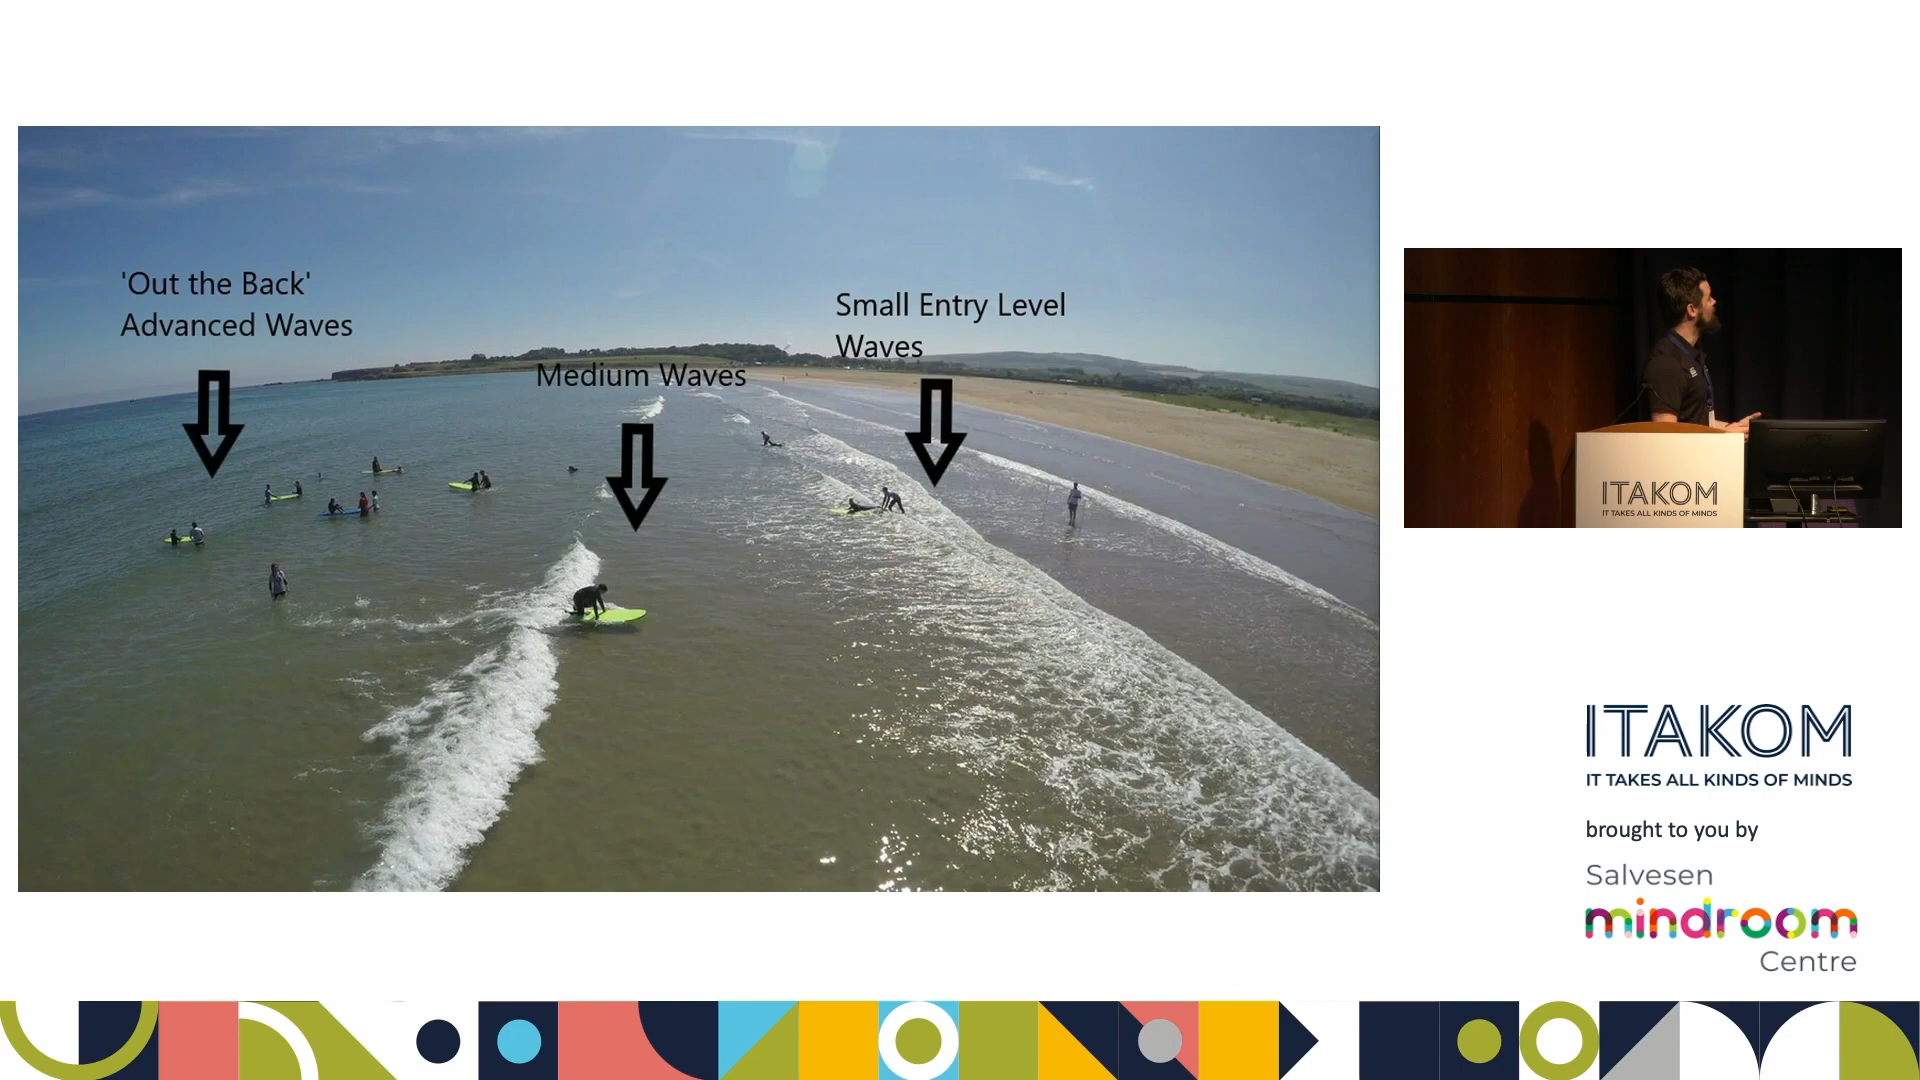 'Out the Back'
Advanced Waves
Medium Waves
Small Entry Level
Waves
ITAKOM
IT TAKES ALL KINDS OF MINDS
ITAKOM
IT TAKES ALL KINDS OF MINDS
brought to you by
Salvesen
mindroom
Centre